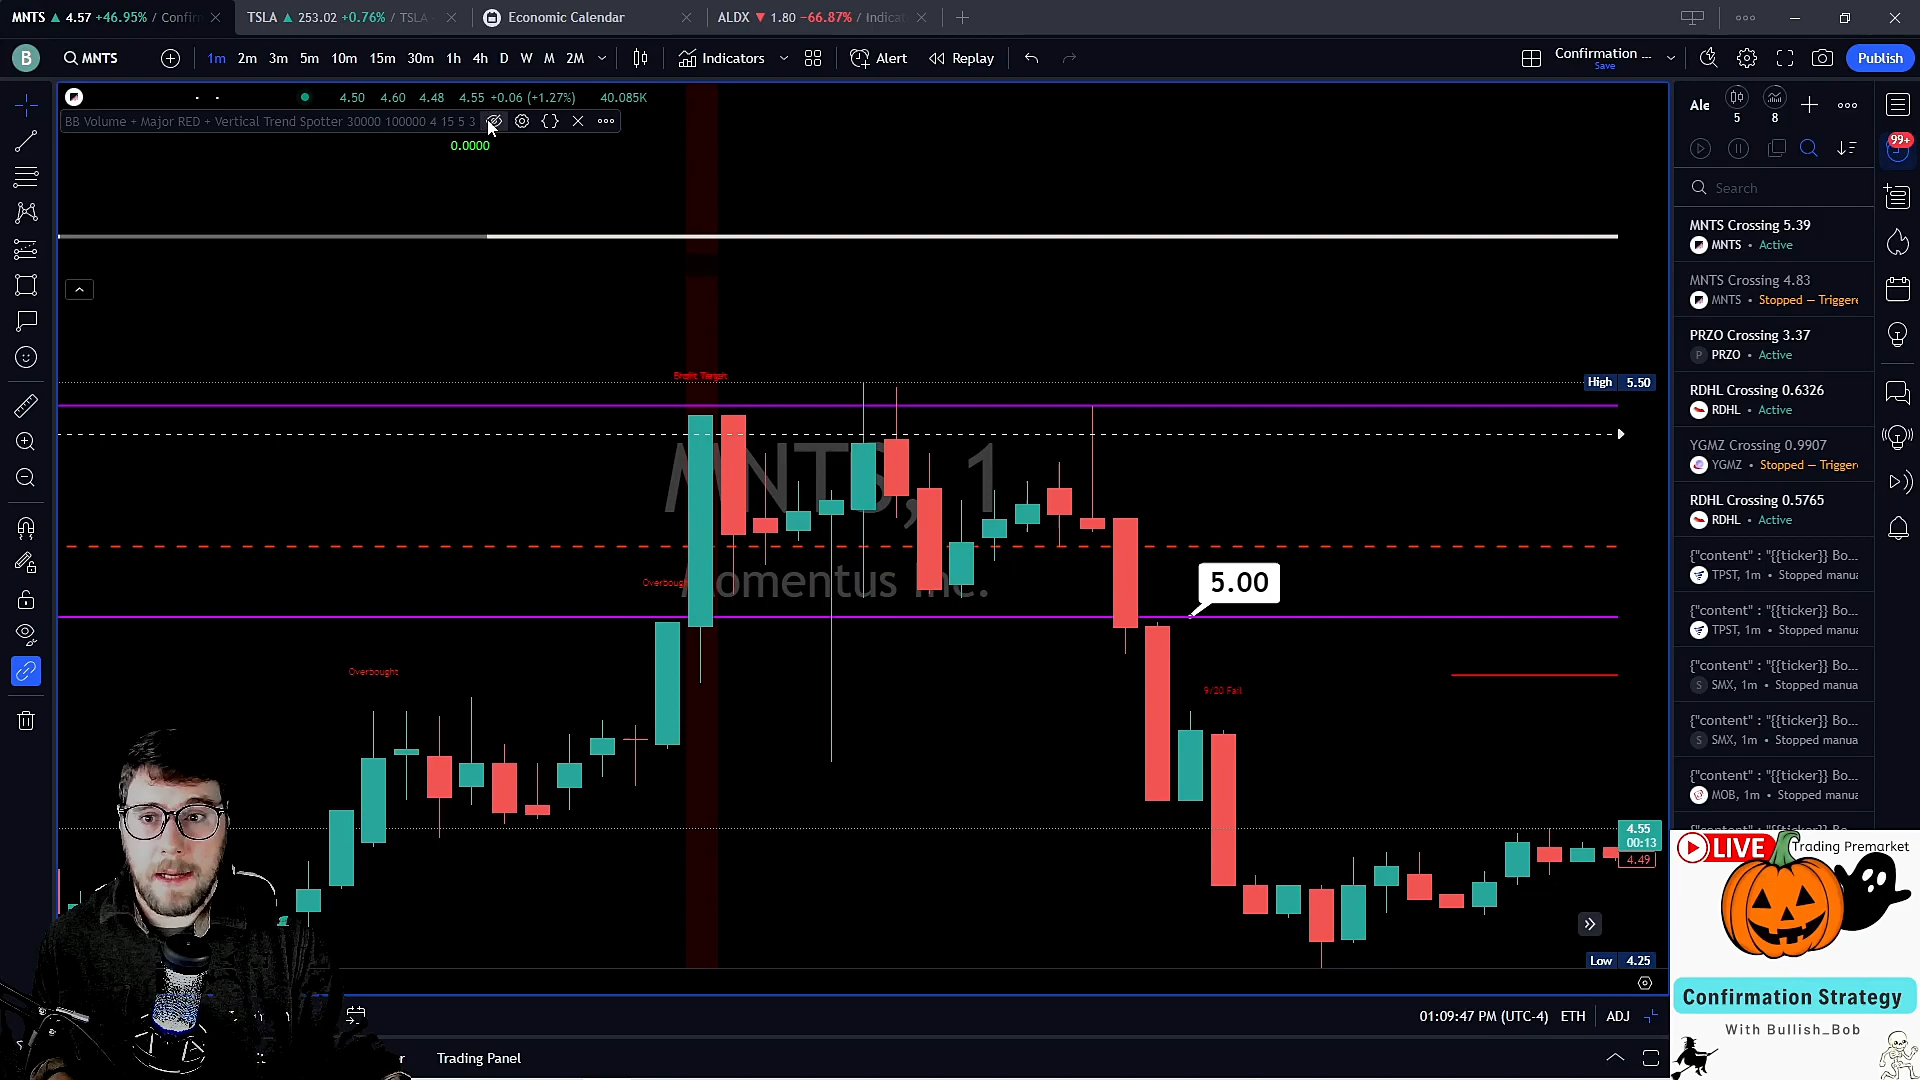 MNTS ▲ 4.57 +46.95% / Confir
TSLA ▲ 253.02 +0.76% / TSLA
Economic Calendar
ALDX ▼ 1.80 −66.87% / Indicat
B
MNTS
1m 2m 3m 5m 10m 15m 30m 1h 4h D W M 2M
Indicators
Alert
Replay
Confirmation ...
Save
Publish
4.50 4.60 4.48 4.55 +0.06 (+1.27%) 40.085K
BB Volume + Major RED + Vertical Trend Spotter 30000 100000 4 15 5 3
0.0000
Profit Target
High 5.50
MNTS, 1
Momentus Inc.
Overbought
5.00
Overbought
9/20 Fail
4.55
00:13
4.49
Low 4.25
01:09:47 PM (UTC-4) ETH ADJ
Trading Panel
Ale
5
8
99+
Search
MNTS Crossing 5.39
MNTS • Active
MNTS Crossing 4.83
MNTS • Stopped — Triggere
PRZO Crossing 3.37
P PRZO • Active
RDHL Crossing 0.6326
RDHL • Active
YGMZ Crossing 0.9907
YGMZ • Stopped — Triggere
RDHL Crossing 0.5765
RDHL • Active
{"content" : "{{ticker}} Bo...
TPST, 1m • Stopped manua
{"content" : "{{ticker}} Bo...
TPST, 1m • Stopped manua
{"content" : "{{ticker}} Bo...
S SMX, 1m • Stopped manua
{"content" : "{{ticker}} Bo...
S SMX, 1m • Stopped manua
{"content" : "{{ticker}} Bo...
MOB, 1m • Stopped manua
LIVE
Trading Premarket
Confirmation Strategy
With Bullish_Bob